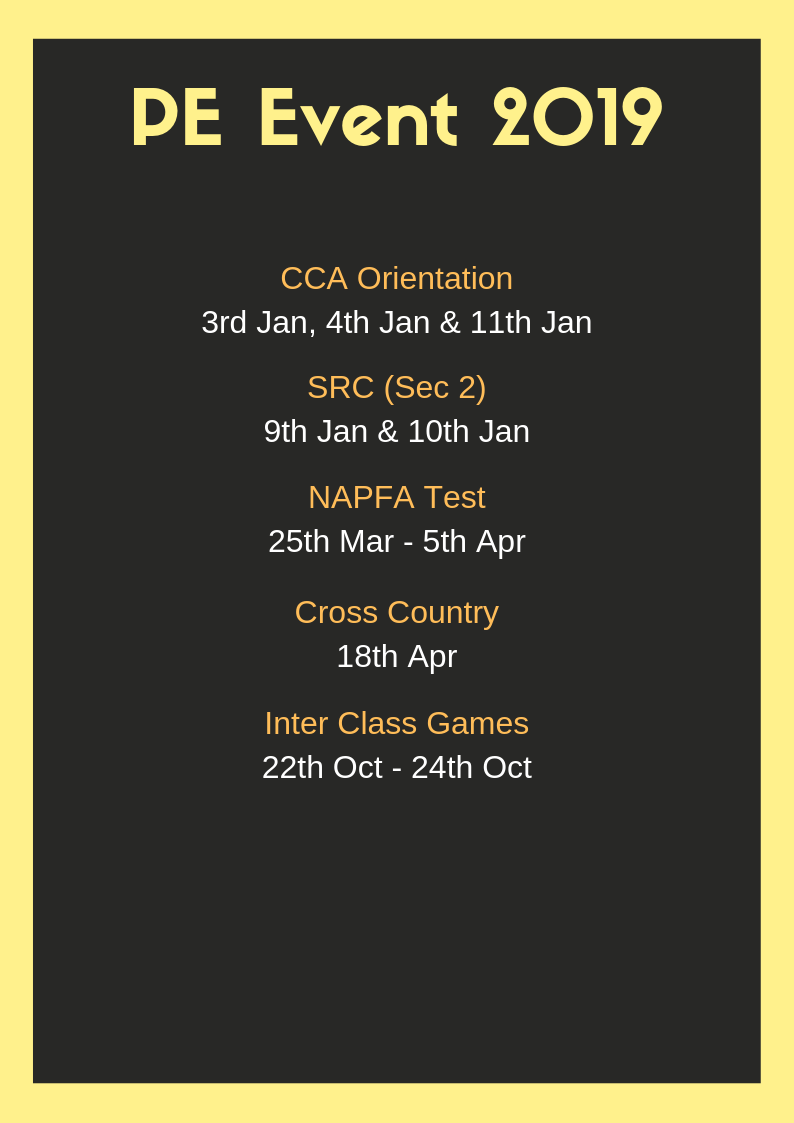 PE Event 2019
CCA Orientation
3rd Jan, 4th Jan & 11th Jan
SRC (Sec 2)
9th Jan & 10th Jan
NAPFA Test
25th Mar - 5th Apr
Cross Country
18th Apr
Inter Class Games
22th Oct - 24th Oct